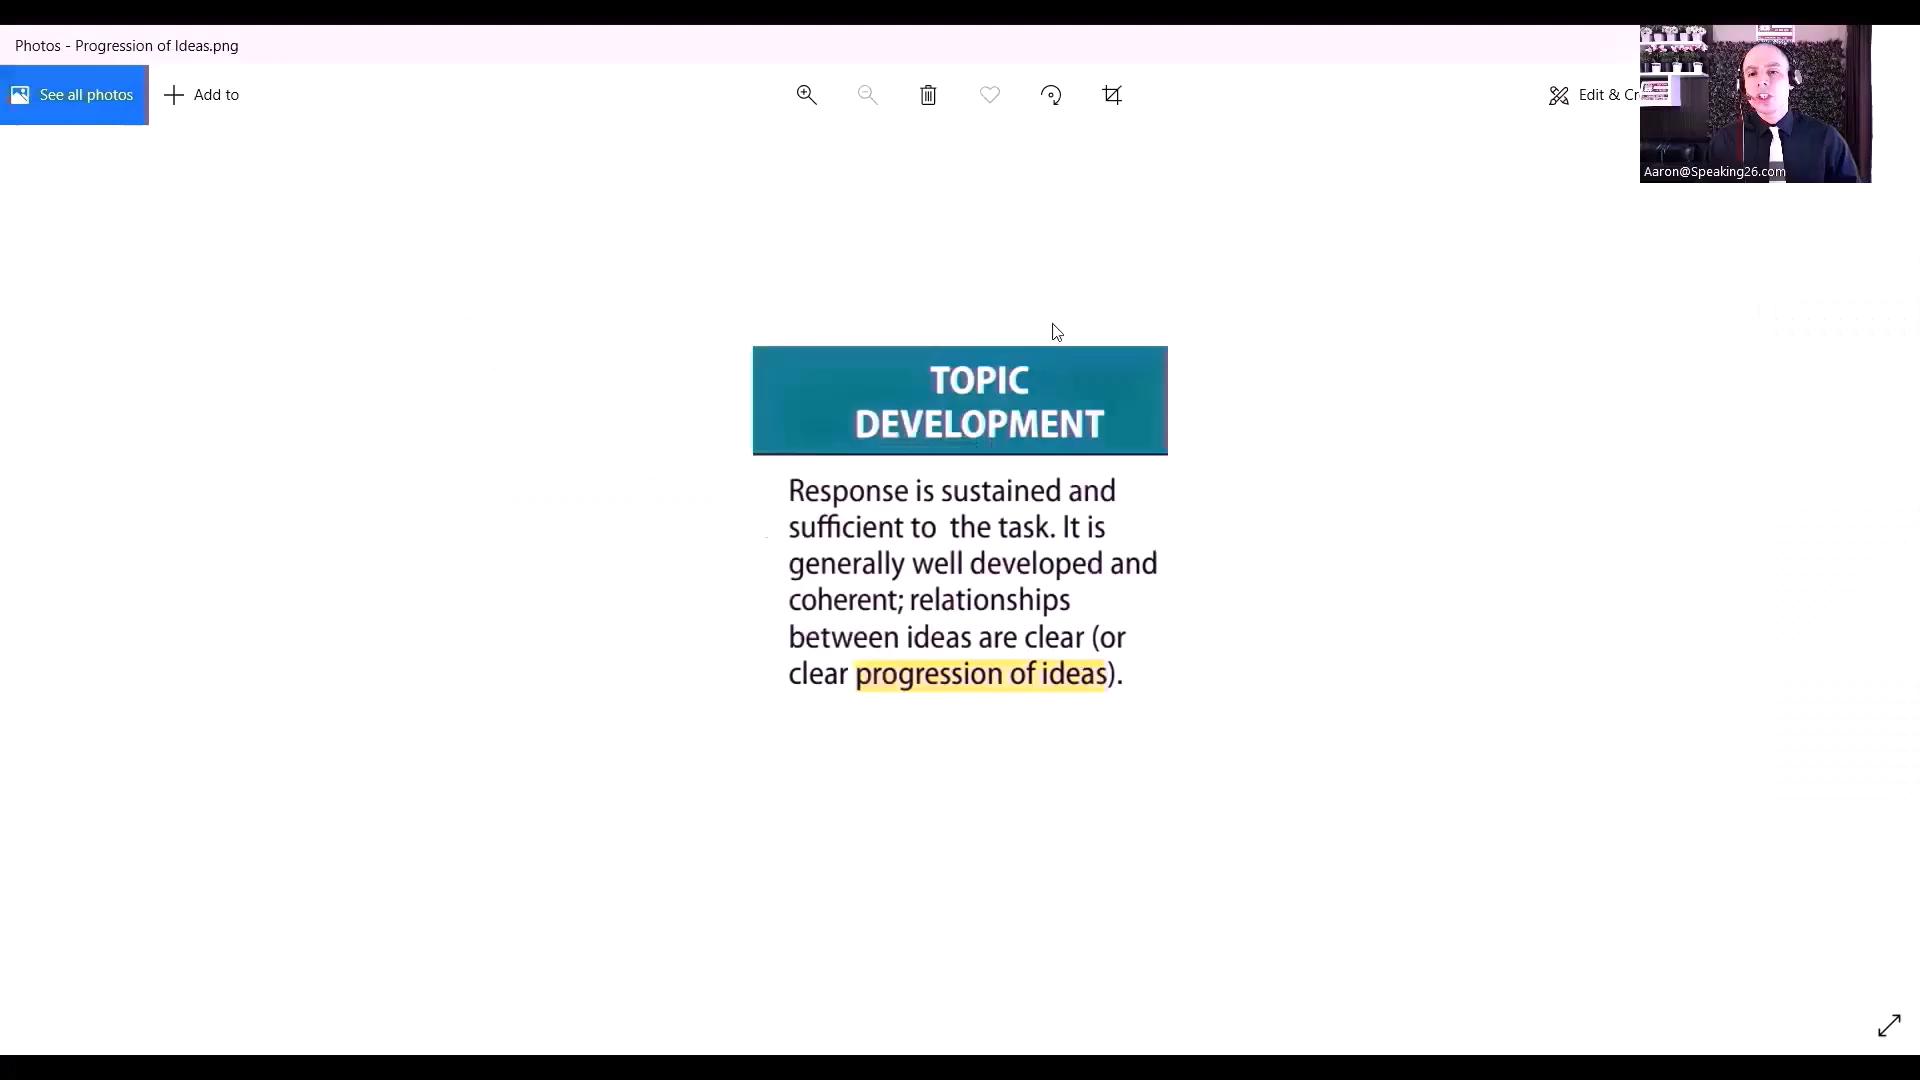 Photos - Progression of Ideas.png
See all photos
Add to
Edit & Cr
Aaron@Speaking26.com
TOPIC
DEVELOPMENT
Response is sustained and
sufficient to the task. It is
generally well developed and
coherent; relationships
between ideas are clear (or
clear progression of ideas).